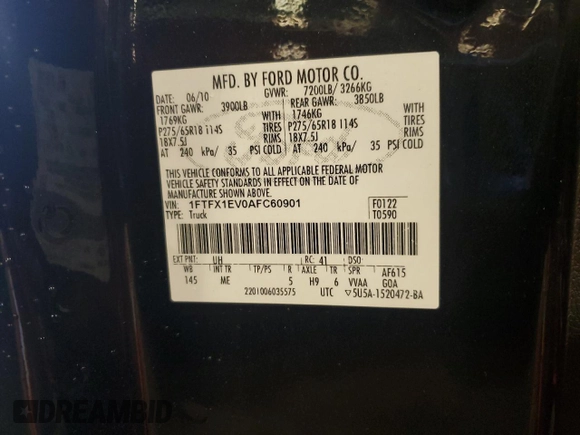 MFD. BY FORD MOTOR CO.
DATE: 06/10 GVWR: 7200LB/ 3266KG
FRONT GAWR: 3900LB REAR GAWR: 3850LB
1769KG WITH 1746KG WITH
P275/65R18 114S TIRES P275/65R18 114S TIRES
18X7.5J RIMS 18X7.5J RIMS
AT 240 kPa/ 35 PSI COLD AT 240 kPa/ 35 PSI COLD
THIS VEHICLE CONFORMS TO ALL APPLICABLE FEDERAL MOTOR
VEHICLE SAFETY STANDARDS IN EFFECT ON THE DATE OF
MANUFACTURE SHOWN ABOVE.
VIN: 1FTFX1EV0AFC60901 F0122
TYPE: Truck T0590
EXT PNT: UH RC: 41 DSO
WB INT TR TP/PS R AXLE TR SPR AF615
145 ME 5 H9 6 VVAA GOA
2201006035575 UTC ▽5U5A-1520472-BA
DREAMBID